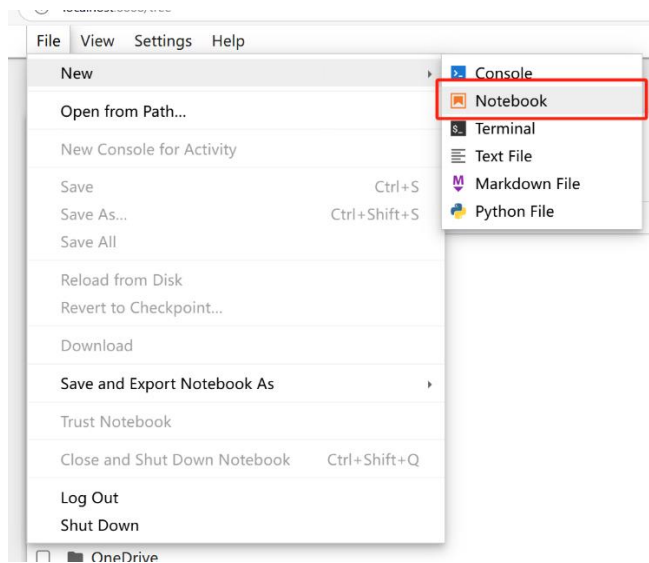 File View Settings Help
New
Console
Open from Path...
Notebook
Terminal
New Console for Activity
Text File
Save Ctrl+S
Markdown File
Save As... Ctrl+Shift+S
Python File
Save All
Reload from Disk
Revert to Checkpoint...
Download
Save and Export Notebook As
Trust Notebook
Close and Shut Down Notebook Ctrl+Shift+Q
Log Out
Shut Down
OneDrive